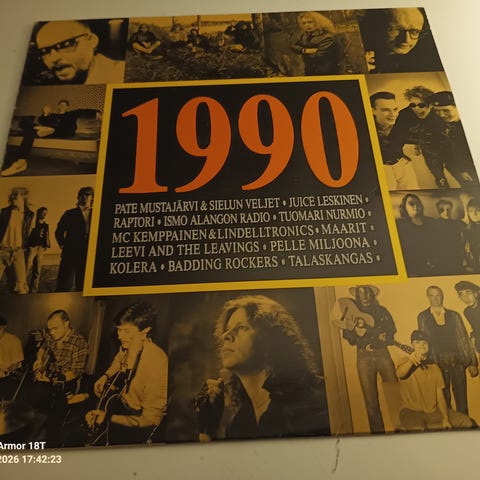 1990
PATE MUSTAJÄRVI & SIELUN VELJET • JUICE LESKINEN •
RAPTORI • ISMO ALANGON RADIO • TUOMARI NURMIO •
MC KEMPPAINEN & LINDELLTRONICS • MAARIT •
LEEVI AND THE LEAVINGS • PELLE MILJOONA •
KOLERA • BADDING ROCKERS • TALASKANGAS •
Armor 18T
2026 17:42:23